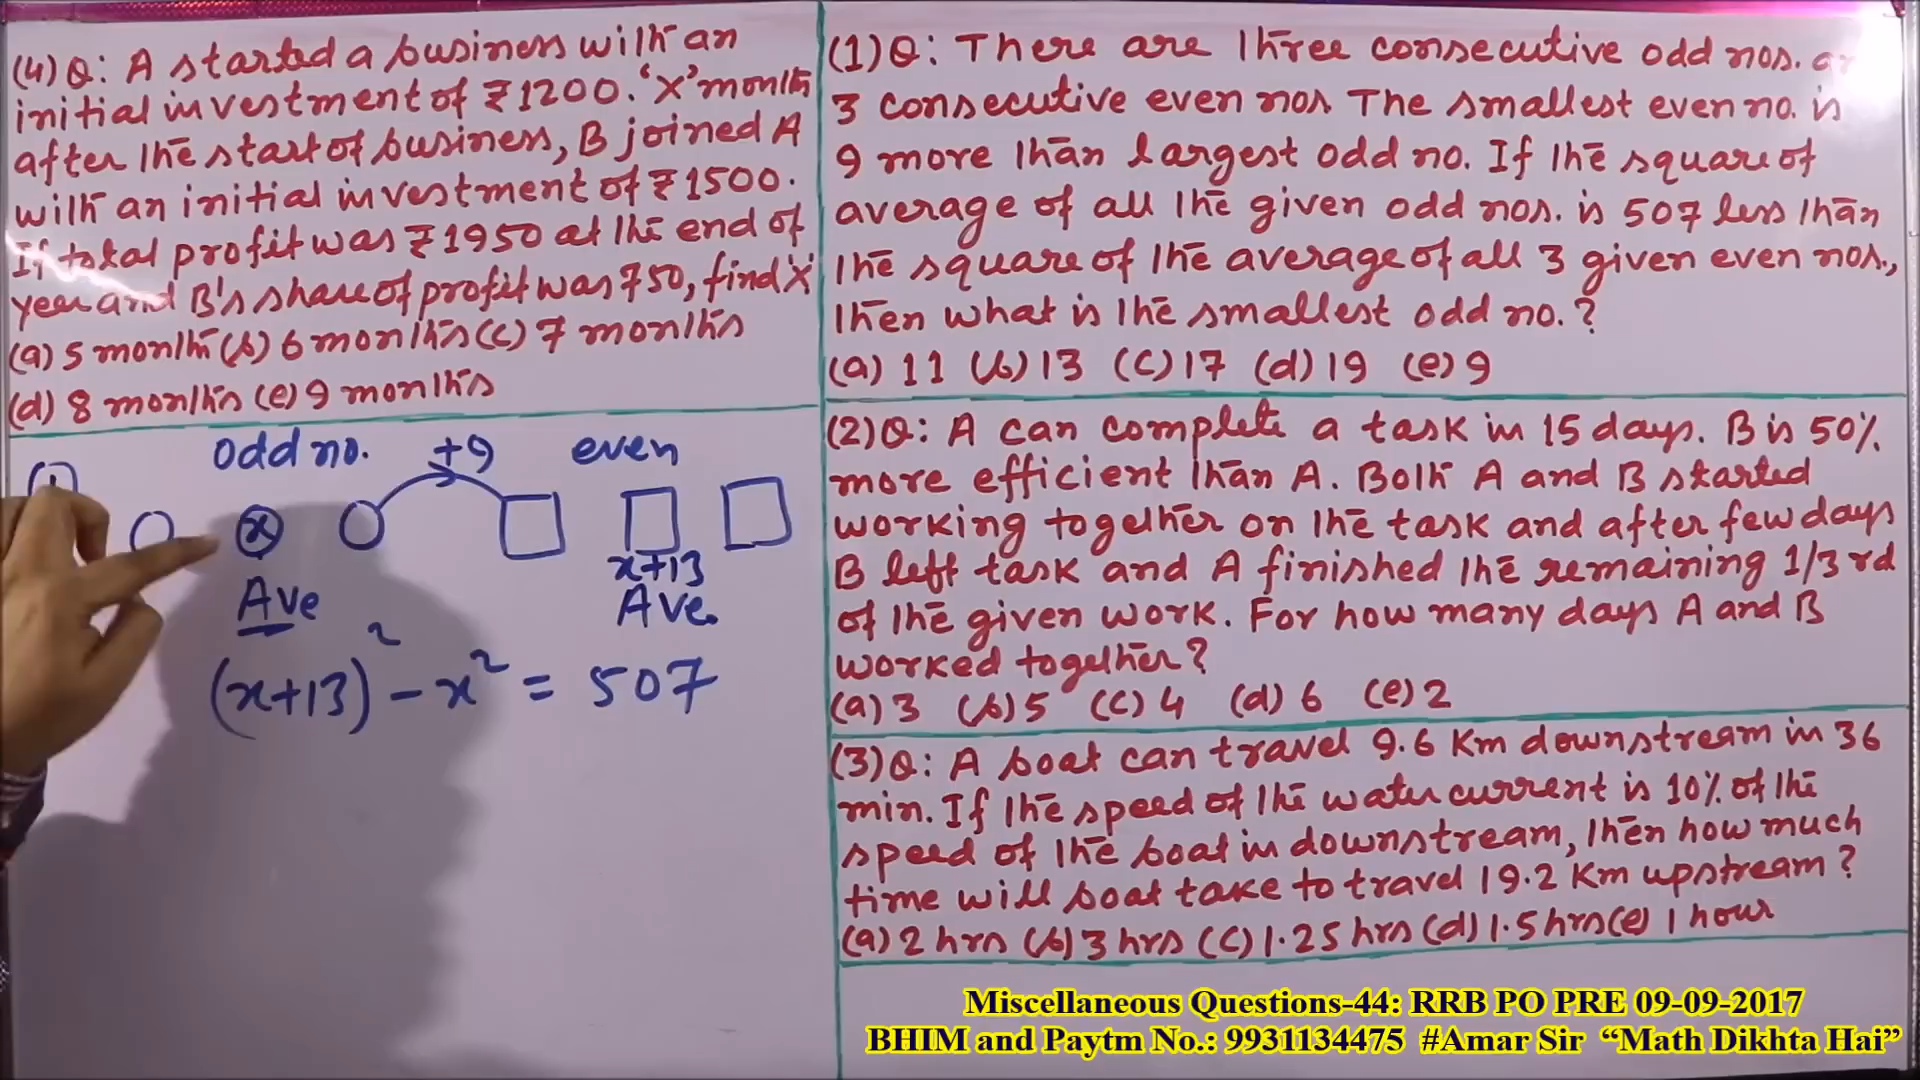 (4)Q: A started a business with an
initial investment of ₹1200. 'X' month
after the start of business, B joined A
with an initial investment of ₹1500.
If total profit was ₹1950 at the end of
year and B's share of profit was 750, find 'X'
(a) 5 month (b) 6 months (c) 7 months
(d) 8 months (e) 9 months
odd no. +9 even
x
x+13
Ave Ave.
(x+13)² - x² = 507
(1)Q: There are three consecutive odd nos.
3 consecutive even nos. The smallest even no. is
9 more than largest odd no. If the square of
average of all the given odd nos. is 507 less than
the square of the average of all 3 given even nos.,
then what is the smallest odd no.?
(a) 11 (b) 13 (c) 17 (d) 19 (e) 9
(2)Q: A can complete a task in 15 days. B is 50%
more efficient than A. Both A and B started
working together on the task and after few days
B left task and A finished the remaining 1/3 rd
of the given work. For how many days A and B
worked together?
(a) 3 (b) 5 (c) 4 (d) 6 (e) 2
(3)Q: A boat can travel 9.6 Km downstream in 36
min. If the speed of the water current is 10% of the
speed of the boat in downstream, then how much
time will boat take to travel 19.2 Km upstream?
(a) 2 hrs (b) 3 hrs (c) 1.25 hrs (d) 1.5 hrs (e) 1 hour
Miscellaneous Questions-44: RRB PO PRE 09-09-2017
BHIM and Paytm No.: 9931134475 #Amar Sir “Math Dikhta Hai”